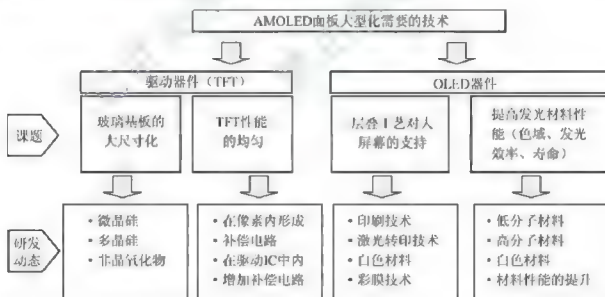 AMOLED面板大型化需要的技术
驱动器件（TFT）
OLED器件
课题
玻璃基板的
大尺寸化
TFT性能
的均匀
层叠工艺对大
屏幕的支持
提高发光材料性
能（色域、发光
效率、寿命）
研发
动态
·微晶硅
·多晶硅
·非晶氧化物
·在像素内形成
·补偿电路
·在驱动IC中内
·增加补偿电路
·印刷技术
·激光转印技术
·白色材料
·彩膜技术
·低分子材料
·高分子材料
·白色材料
·材料性能的提升